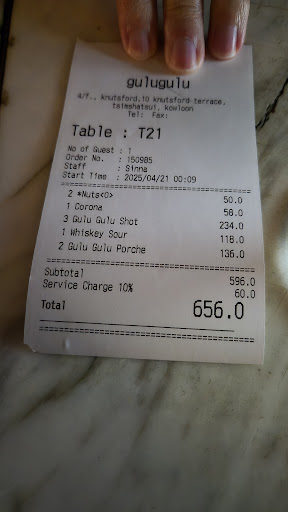 gulugulu
4/f., knutsford,10 knutsford terrace,
tsimshatsui, kowloon
Tel: Fax:
Table : T21
No of Guest : 1
Order No. : 150985
Staff : Sinna
Start Time : 2025/04/21 00:09
2 *Nuts<O> 50.0
1 Corona 58.0
3 Gulu Gulu Shot 234.0
1 Whiskey Sour 118.0
2 Gulu Gulu Porche 136.0
Subtotal 596.0
Service Charge 10% 60.0
Total 656.0